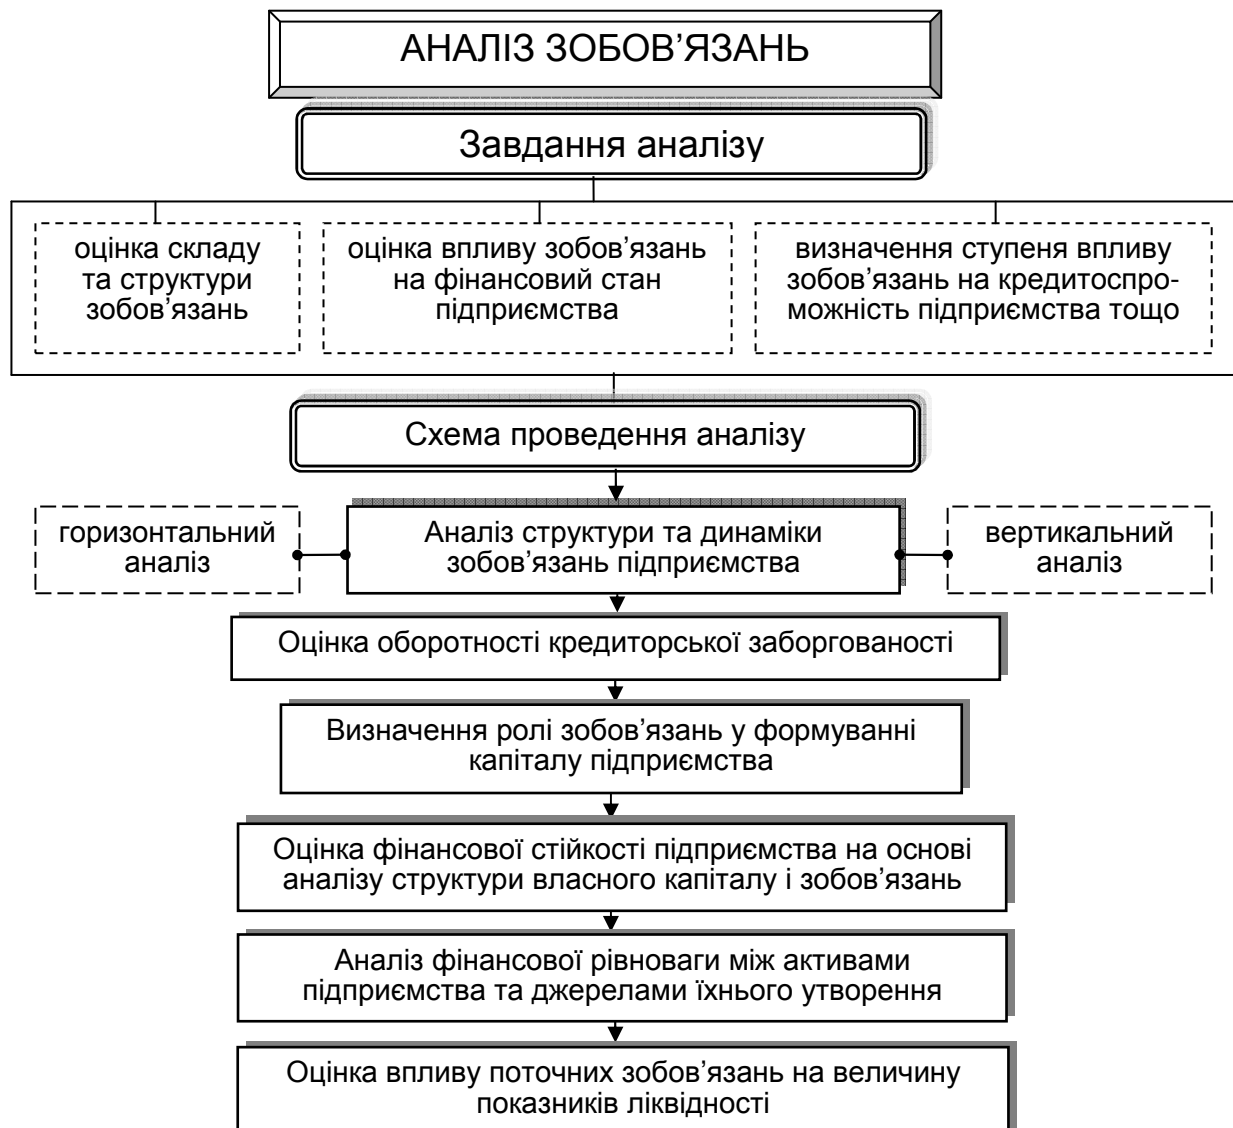 АНАЛІЗ ЗОБОВ’ЯЗАНЬ
Завдання аналізу
оцінка складу
та структури
зобов’язань
оцінка впливу зобов’язань
на фінансовий стан
підприємства
визначення ступеня впливу
зобов’язань на кредитоспро-
можність підприємства тощо
Схема проведення аналізу
горизонтальний
аналіз
Аналіз структури та динаміки
зобов’язань підприємства
вертикальний
аналіз
Оцінка оборотності кредиторської заборгованості
Визначення ролі зобов’язань у формуванні
капіталу підприємства
Оцінка фінансової стійкості підприємства на основі
аналізу структури власного капіталу і зобов’язань
Аналіз фінансової рівноваги між активами
підприємства та джерелами їхнього утворення
Оцінка впливу поточних зобов’язань на величину
показників ліквідності